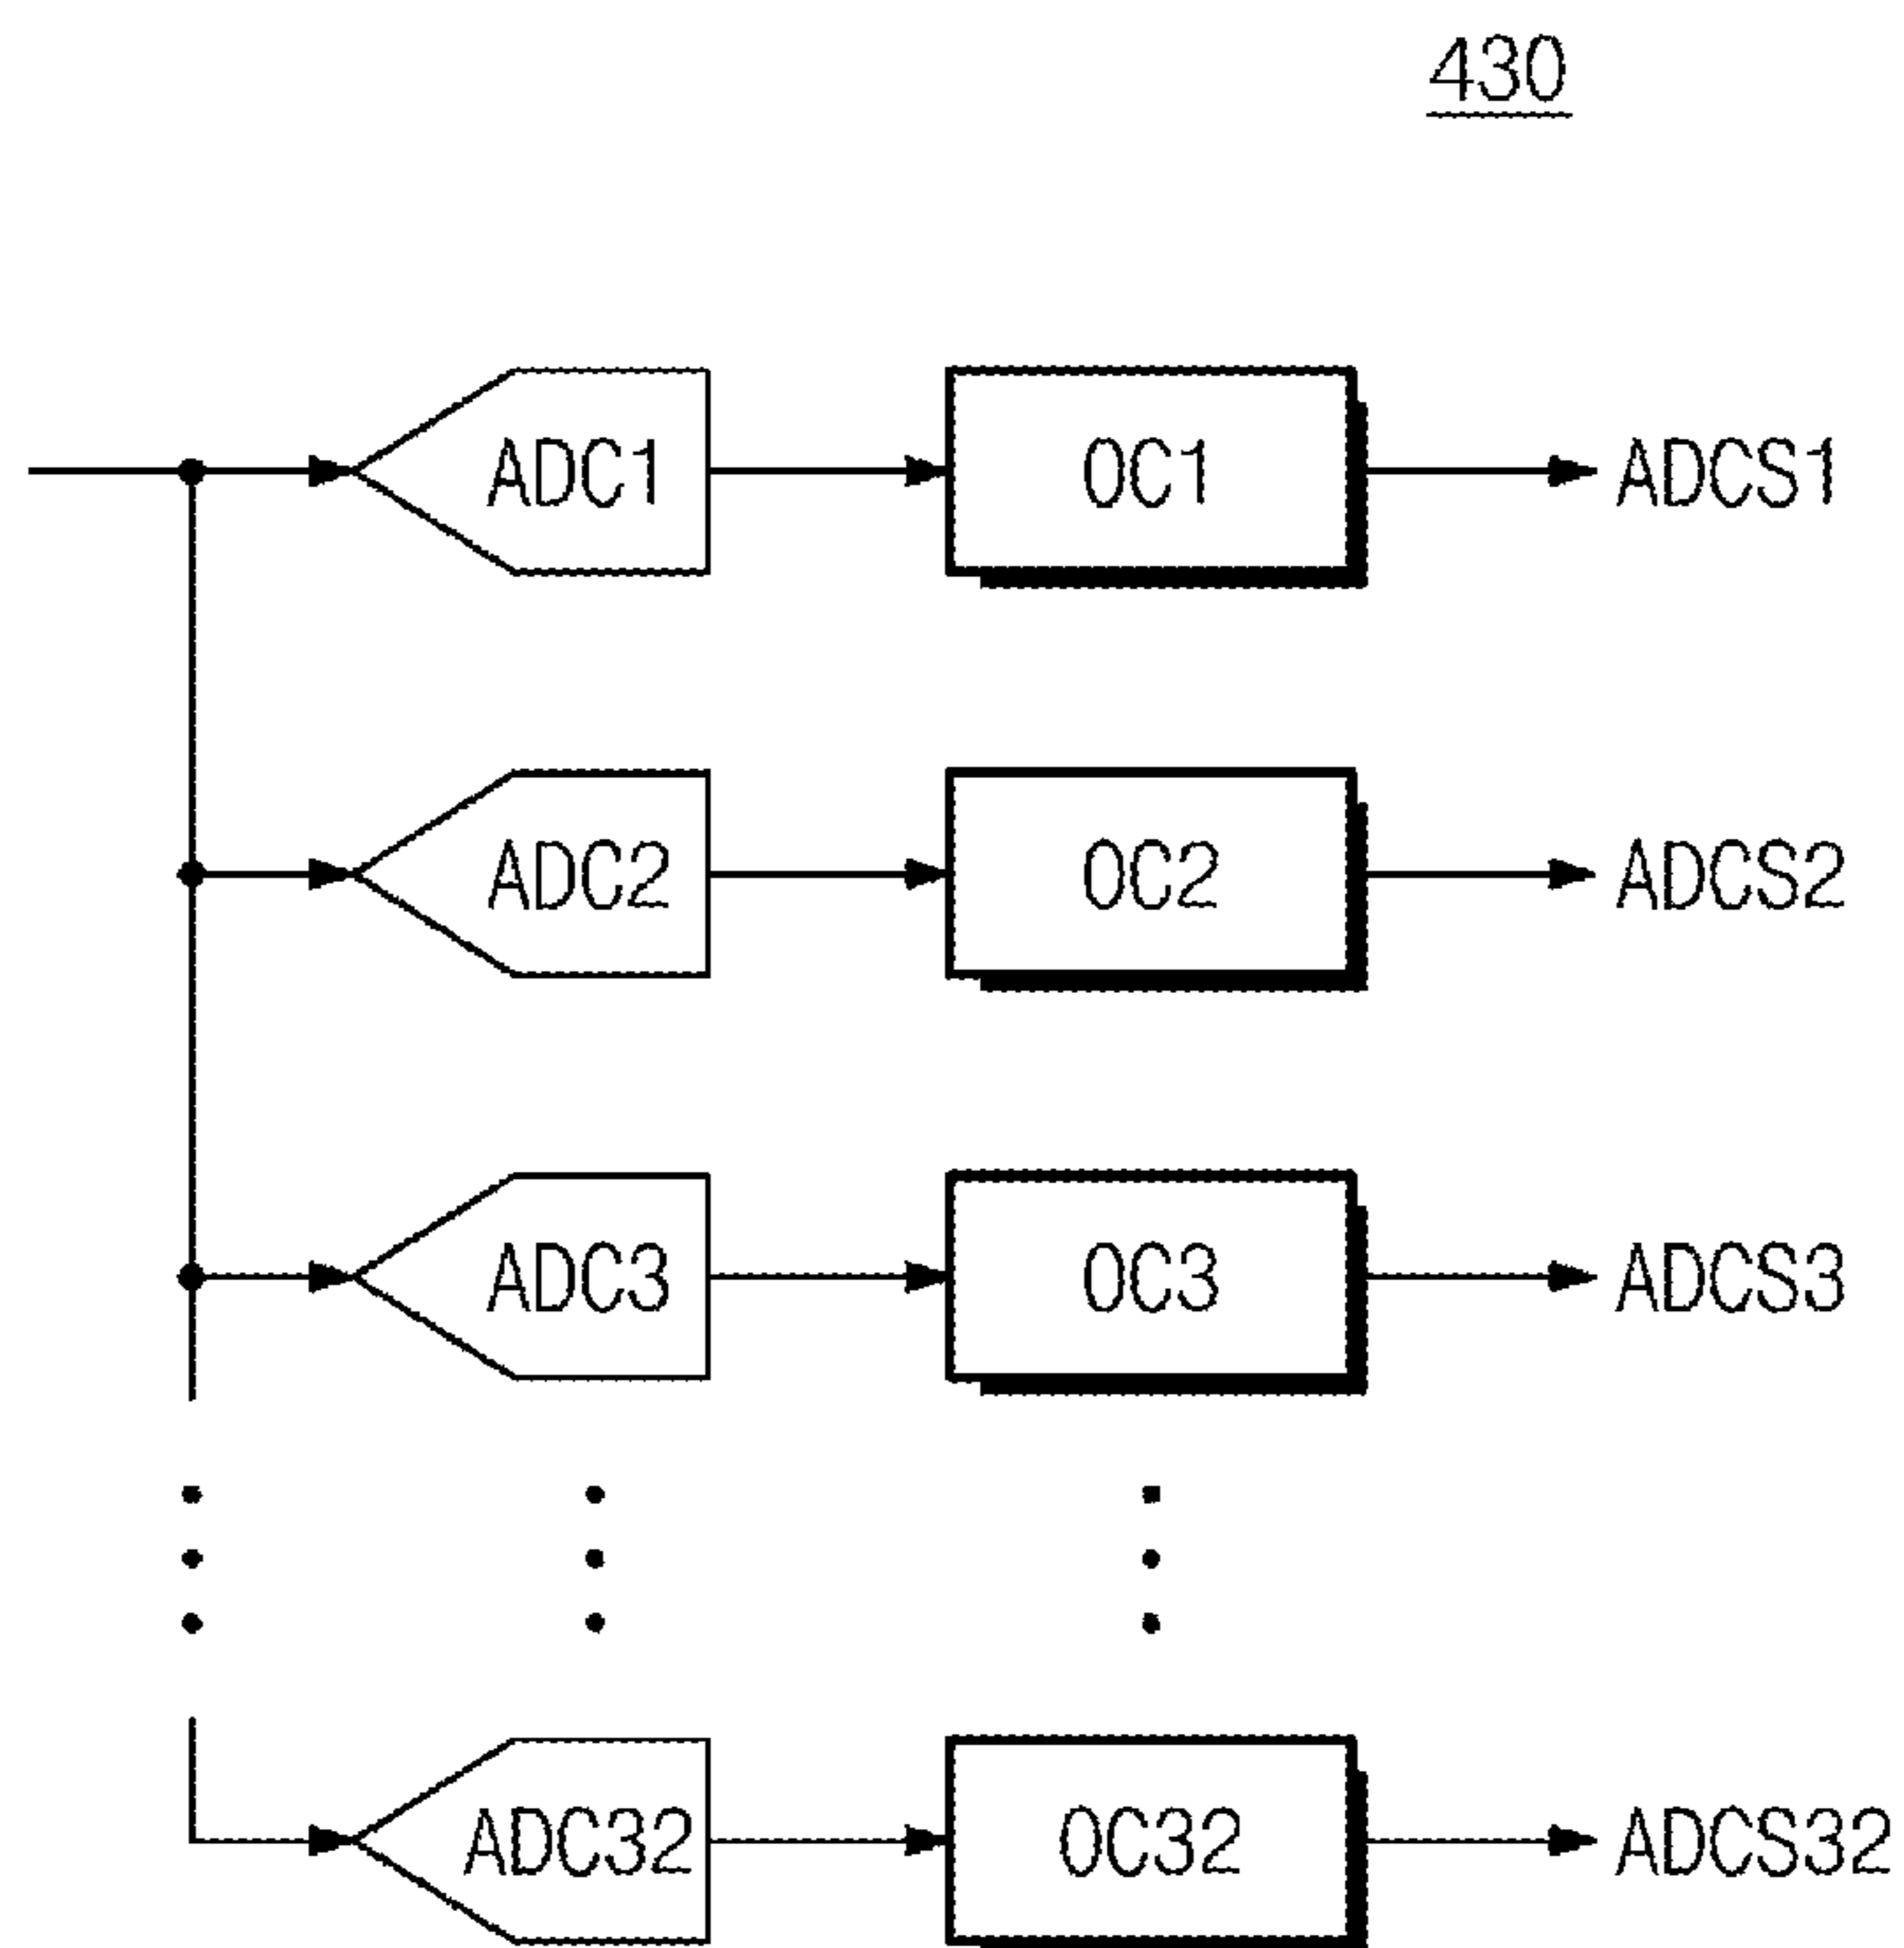 430
ADC1 OC1 ADCS1
ADC2 OC2 ADCS2
ADC3 OC3 ADCS3
ADC32 OC32 ADCS32